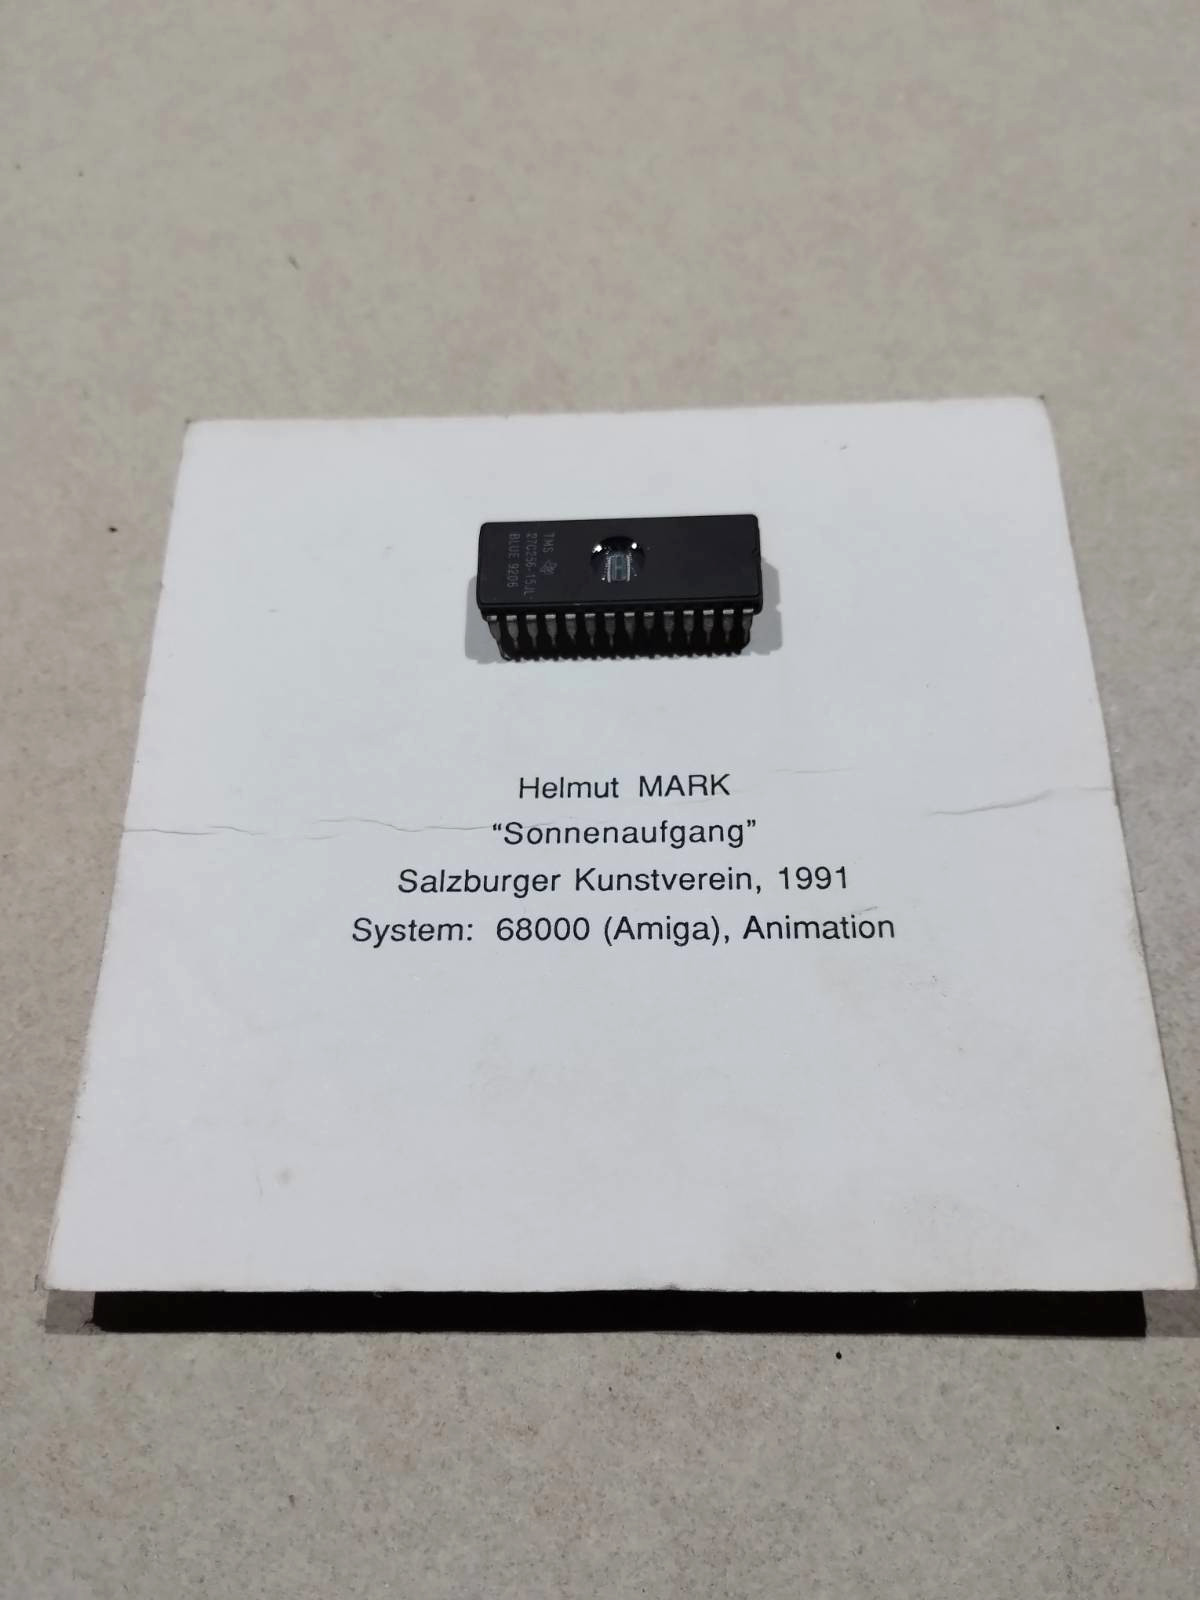 TMS
27C256-15JL
BLUE 9206
Helmut MARK
“Sonnenaufgang”
Salzburger Kunstverein, 1991
System: 68000 (Amiga), Animation